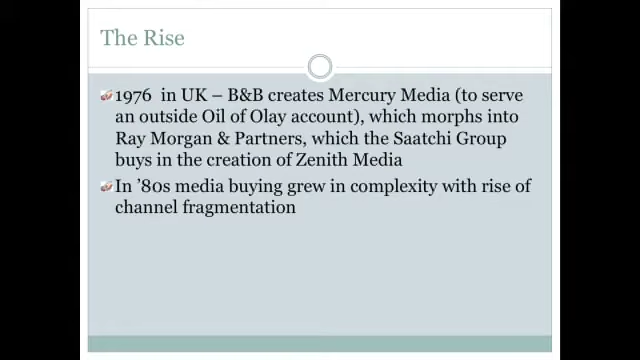 The Rise
1976 in UK – B&B creates Mercury Media (to serve
an outside Oil of Olay account), which morphs into
Ray Morgan & Partners, which the Saatchi Group
buys in the creation of Zenith Media
In ’80s media buying grew in complexity with rise of
channel fragmentation